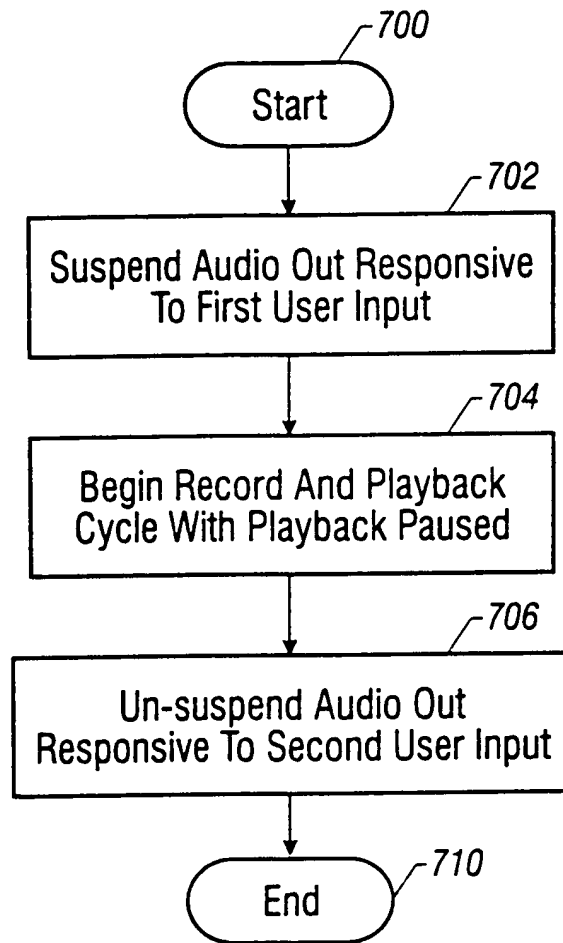 700
Start
702
Suspend Audio Out Responsive
To First User Input
704
Begin Record And Playback
Cycle With Playback Paused
706
Un-suspend Audio Out
Responsive To Second User Input
710
End